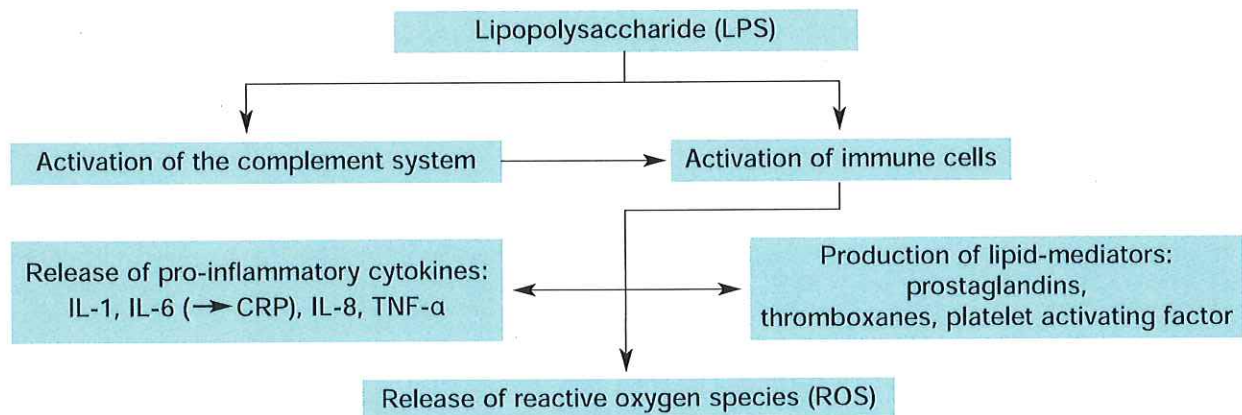 Lipopolysaccharide (LPS)
Activation of the complement system
Activation of immune cells
Release of pro-inflammatory cytokines:
IL-1, IL-6 (→ CRP), IL-8, TNF-α
Production of lipid-mediators:
prostaglandins,
thromboxanes, platelet activating factor
Release of reactive oxygen species (ROS)